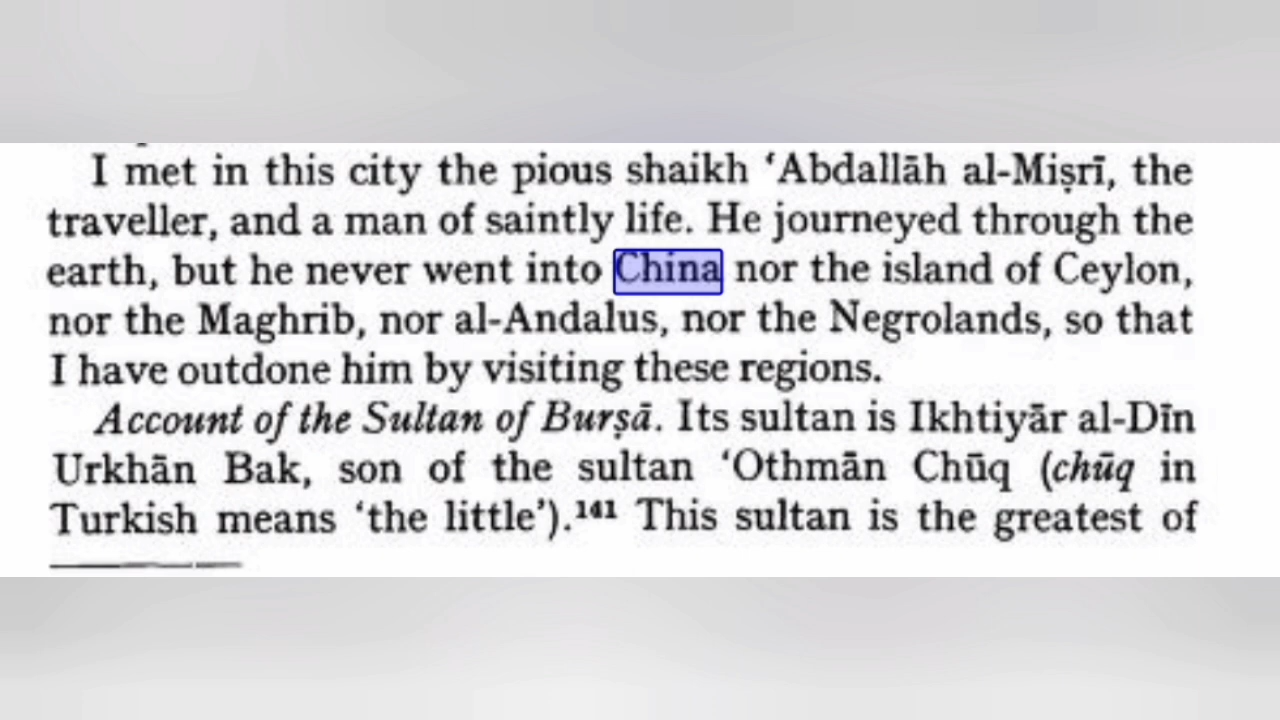 I met in this city the pious shaikh ‘Abdallāh al-Miṣrī, the
traveller, and a man of saintly life. He journeyed through the
earth, but he never went into China nor the island of Ceylon,
nor the Maghrib, nor al-Andalus, nor the Negrolands, so that
I have outdone him by visiting these regions.
Account of the Sultan of Burṣā. Its sultan is Ikhtiyār al-Dīn
Urkhān Bak, son of the sultan ‘Othmān Chūq (chūq in
Turkish means ‘the little’).¹⁴¹ This sultan is the greatest of